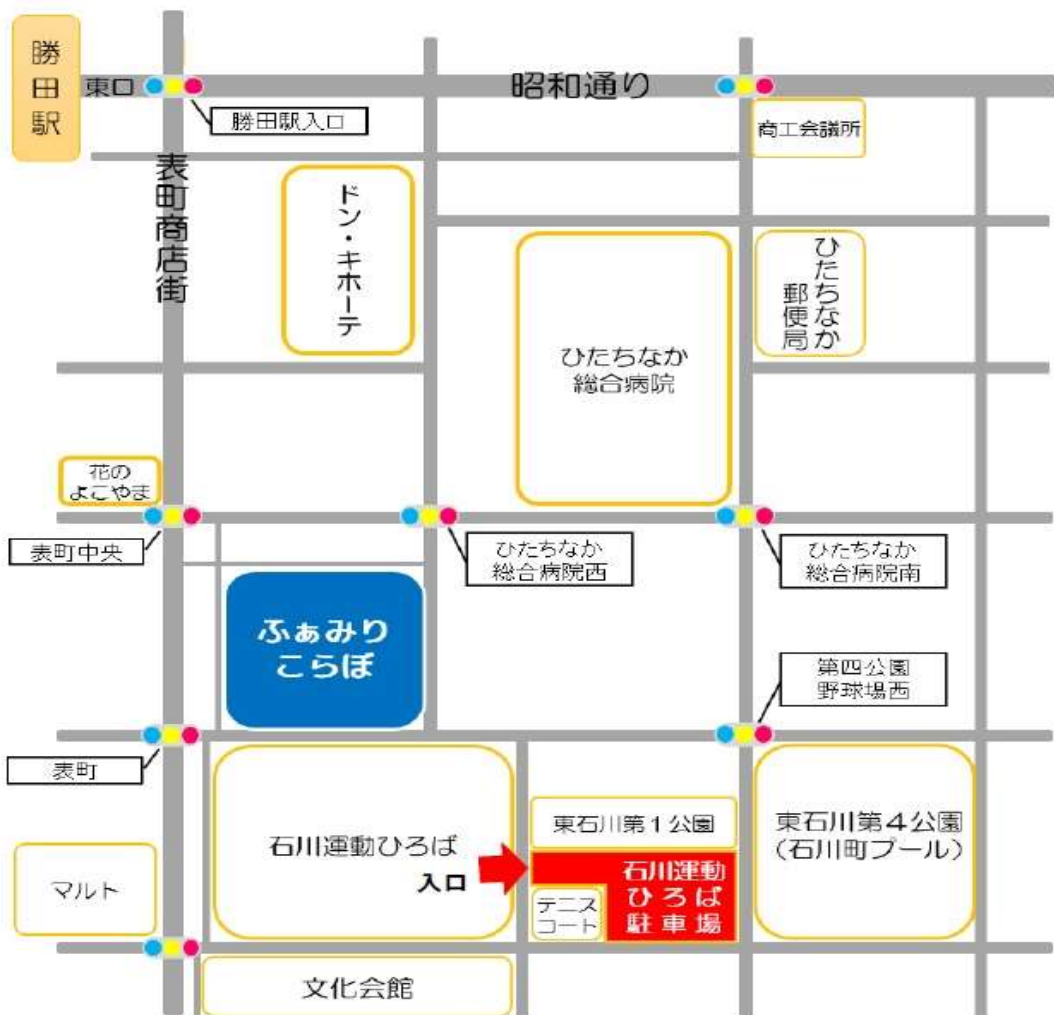 勝田駅
東口
昭和通り
勝田駅入口
商工会議所
表町商店街
ドン・キホーテ
ひたちなか
総合病院
ひたちなか
郵便局
花の
よこやま
表町中央
ひたちなか
総合病院西
ひたちなか
総合病院南
ふぁみり
こらぼ
第四公園
野球場西
表町
石川運動ひろば
入口
東石川第1公園
東石川第4公園
(石川町プール)
マルト
テニス
コート
石川運動
ひろば
駐車場
文化会館